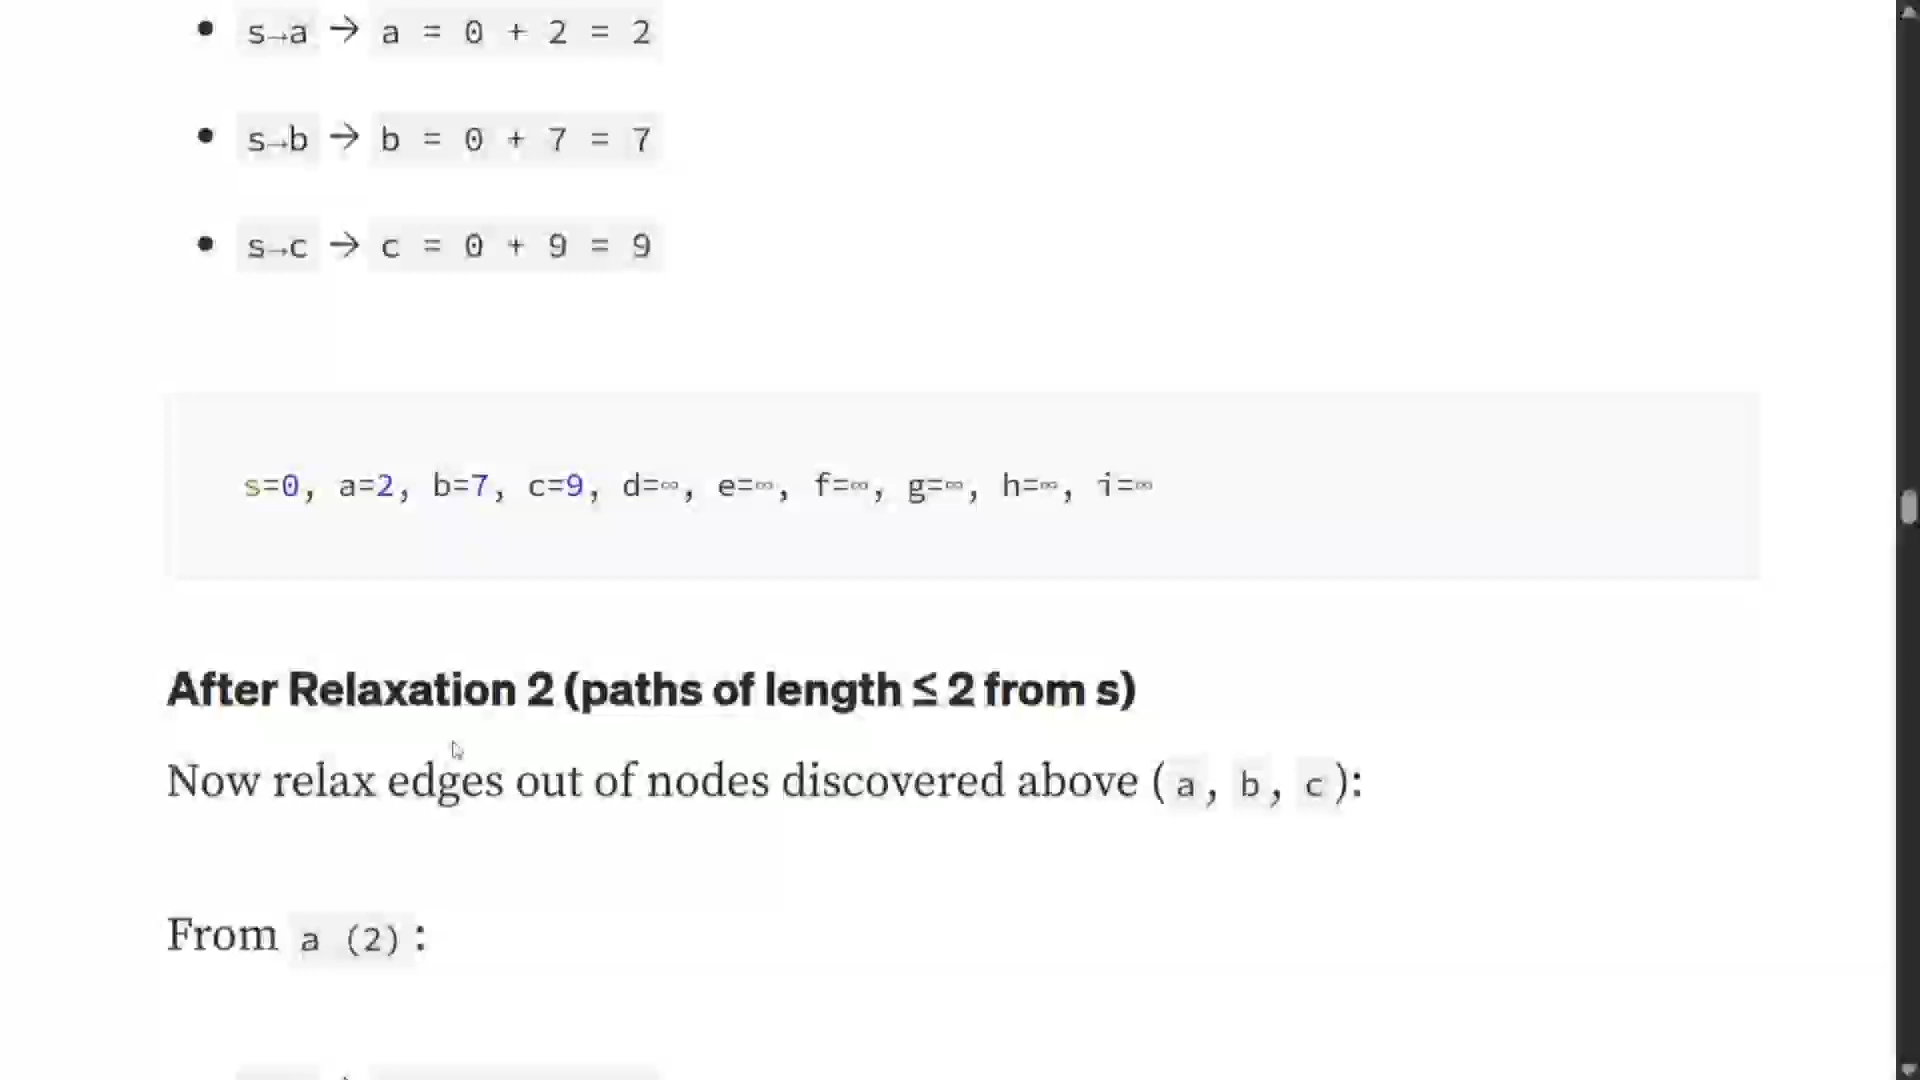 • s→a → a = 0 + 2 = 2
• s→b → b = 0 + 7 = 7
• s→c → c = 0 + 9 = 9
s=0, a=2, b=7, c=9, d=∞, e=∞, f=∞, g=∞, h=∞, i=∞
After Relaxation 2 (paths of length ≤ 2 from s)
Now relax edges out of nodes discovered above (a, b, c):
From a (2):